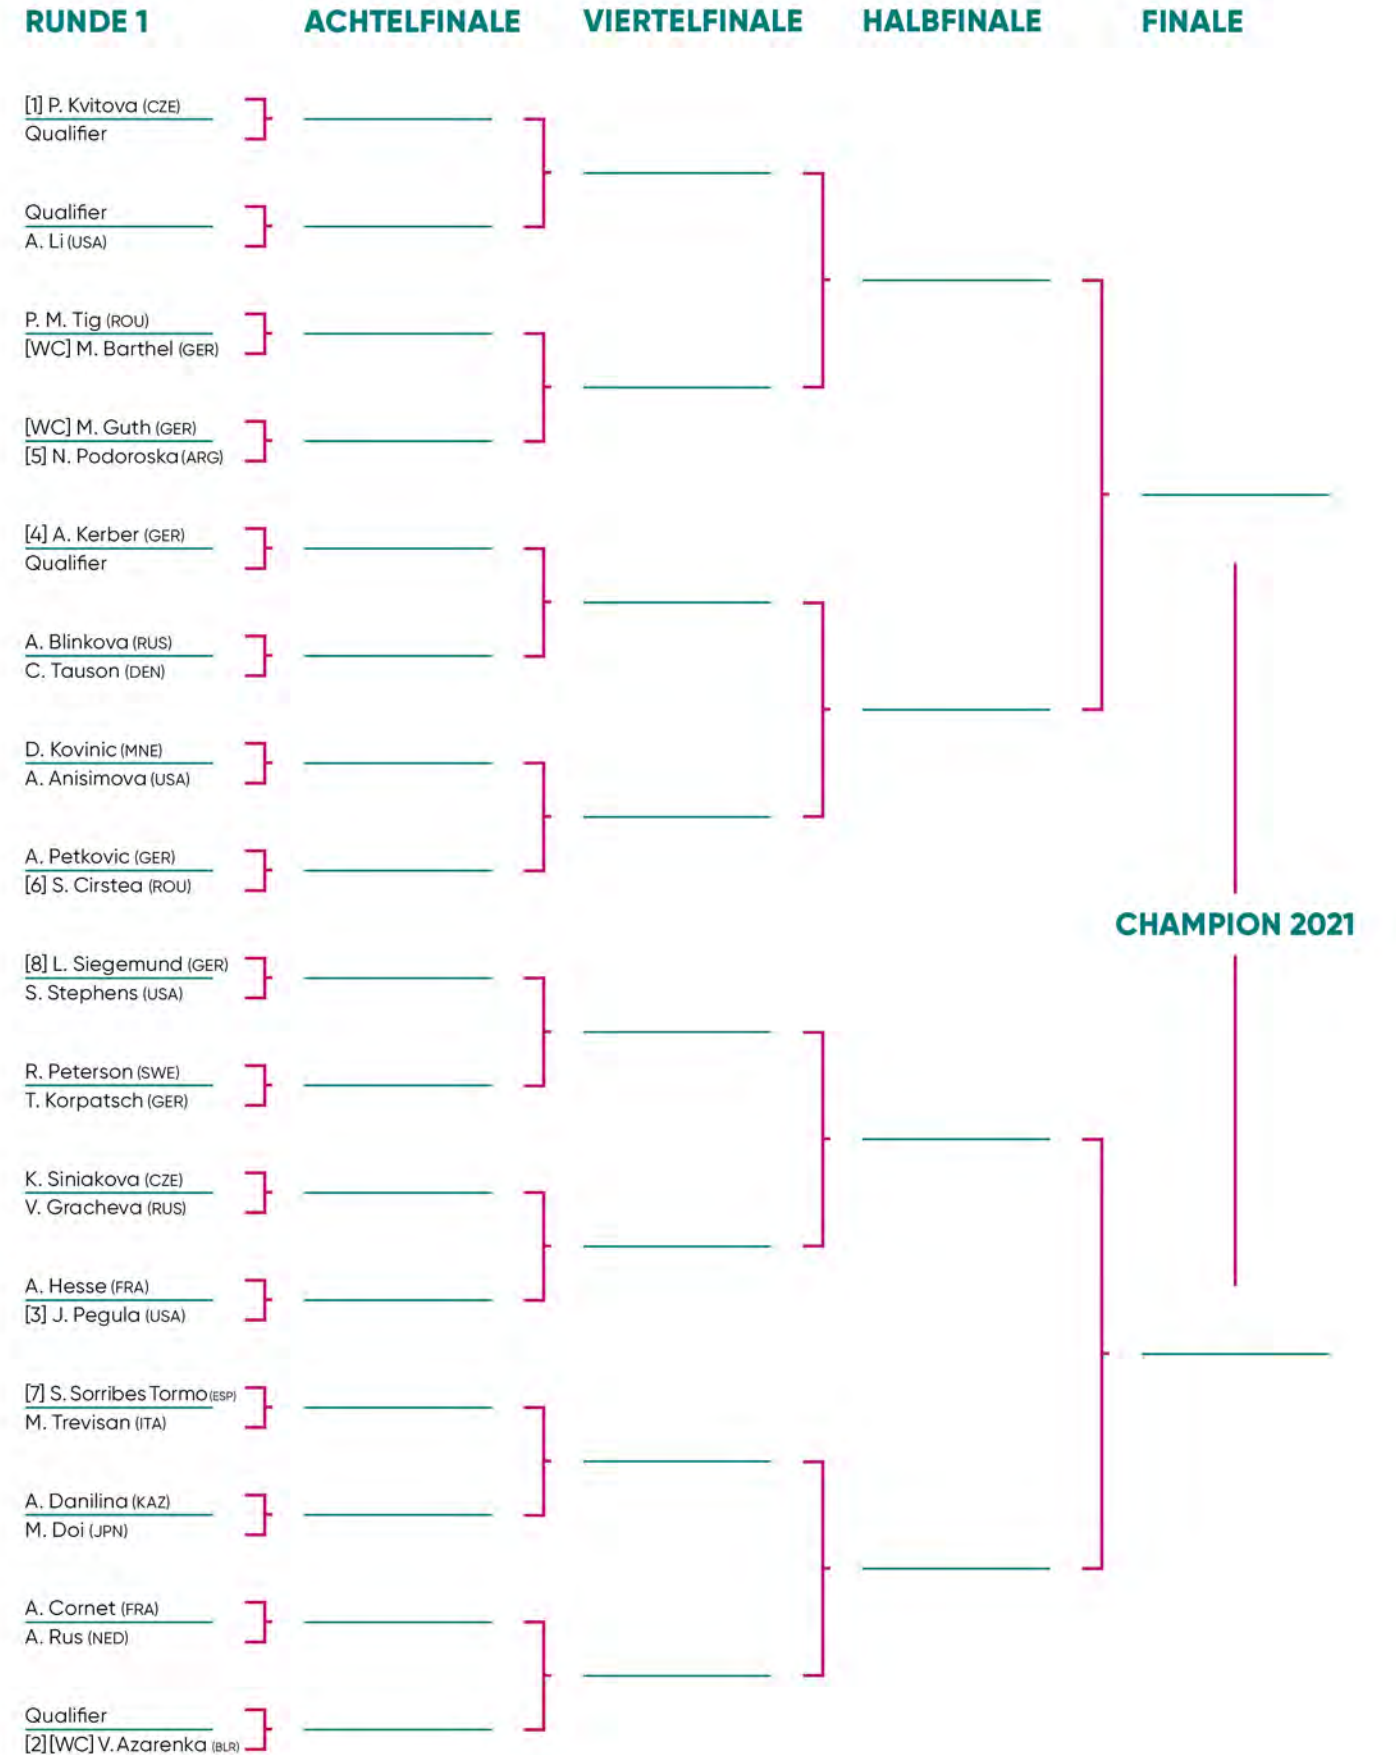 RUNDE 1 ACHTELFINALE VIERTELFINALE HALBFINALE FINALE
[1] P. Kvitova (CZE)
Qualifier
Qualifier
A. Li (USA)
P. M. Tig (ROU)
[WC] M. Barthel (GER)
[WC] M. Guth (GER)
[5] N. Podoroska (ARG)
[4] A. Kerber (GER)
Qualifier
A. Blinkova (RUS)
C. Tauson (DEN)
D. Kovinic (MNE)
A. Anisimova (USA)
A. Petkovic (GER)
[6] S. Cirstea (ROU)
CHAMPION 2021
[8] L. Siegemund (GER)
S. Stephens (USA)
R. Peterson (SWE)
T. Korpatsch (GER)
K. Siniakova (CZE)
V. Gracheva (RUS)
A. Hesse (FRA)
[3] J. Pegula (USA)
[7] S. Sorribes Tormo (ESP)
M. Trevisan (ITA)
A. Danilina (KAZ)
M. Doi (JPN)
A. Cornet (FRA)
A. Rus (NED)
Qualifier
[2] [WC] V. Azarenka (BLR)